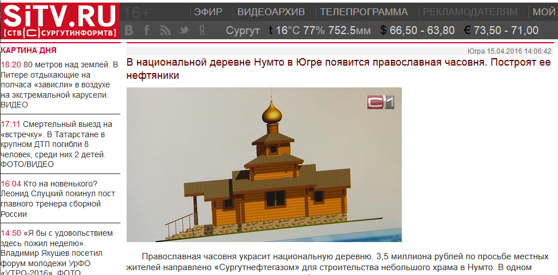 SiTV.RU
[СТВ] СУРГУТИНФОРМТВ
16+
ЭФИР ВИДЕОАРХИВ ТЕЛЕПРОГРАММА РЕКЛАМОДАТЕЛЯМ МОЙ
Сургут t 16°C 77% 752.5мм $ 66,50 - 63,80 € 73,50 - 71,00
КАРТИНА ДНЯ
18:20 80 метров над землей. В
Питере отдыхающие на
полчаса «зависли» в воздухе
на экстремальной карусели.
ВИДЕО
17:11 Смертельный выезд на
«встречку». В Татарстане в
крупном ДТП погибли 8
человек, среди них 2 детей.
ФОТО/ВИДЕО
16:04 Кто на новенького?
Леонид Слуцкий покинул пост
главного тренера сборной
России
14:50 «Я бы с удовольствием
здесь пожил неделю».
Владимир Якушев посетил
форум молодежи УрФО
«УТРО-2016». ФОТО
Югра 15.04.2016 14:06:42
В национальной деревне Нумто в Югре появится православная часовня. Построят ее
нефтяники
С1
Православная часовня украсит национальную деревню. 3,5 миллиона рублей по просьбе местных
жителей направлено «Сургутнефтегазом» для строительства небольшого храма в Нумто. В одном